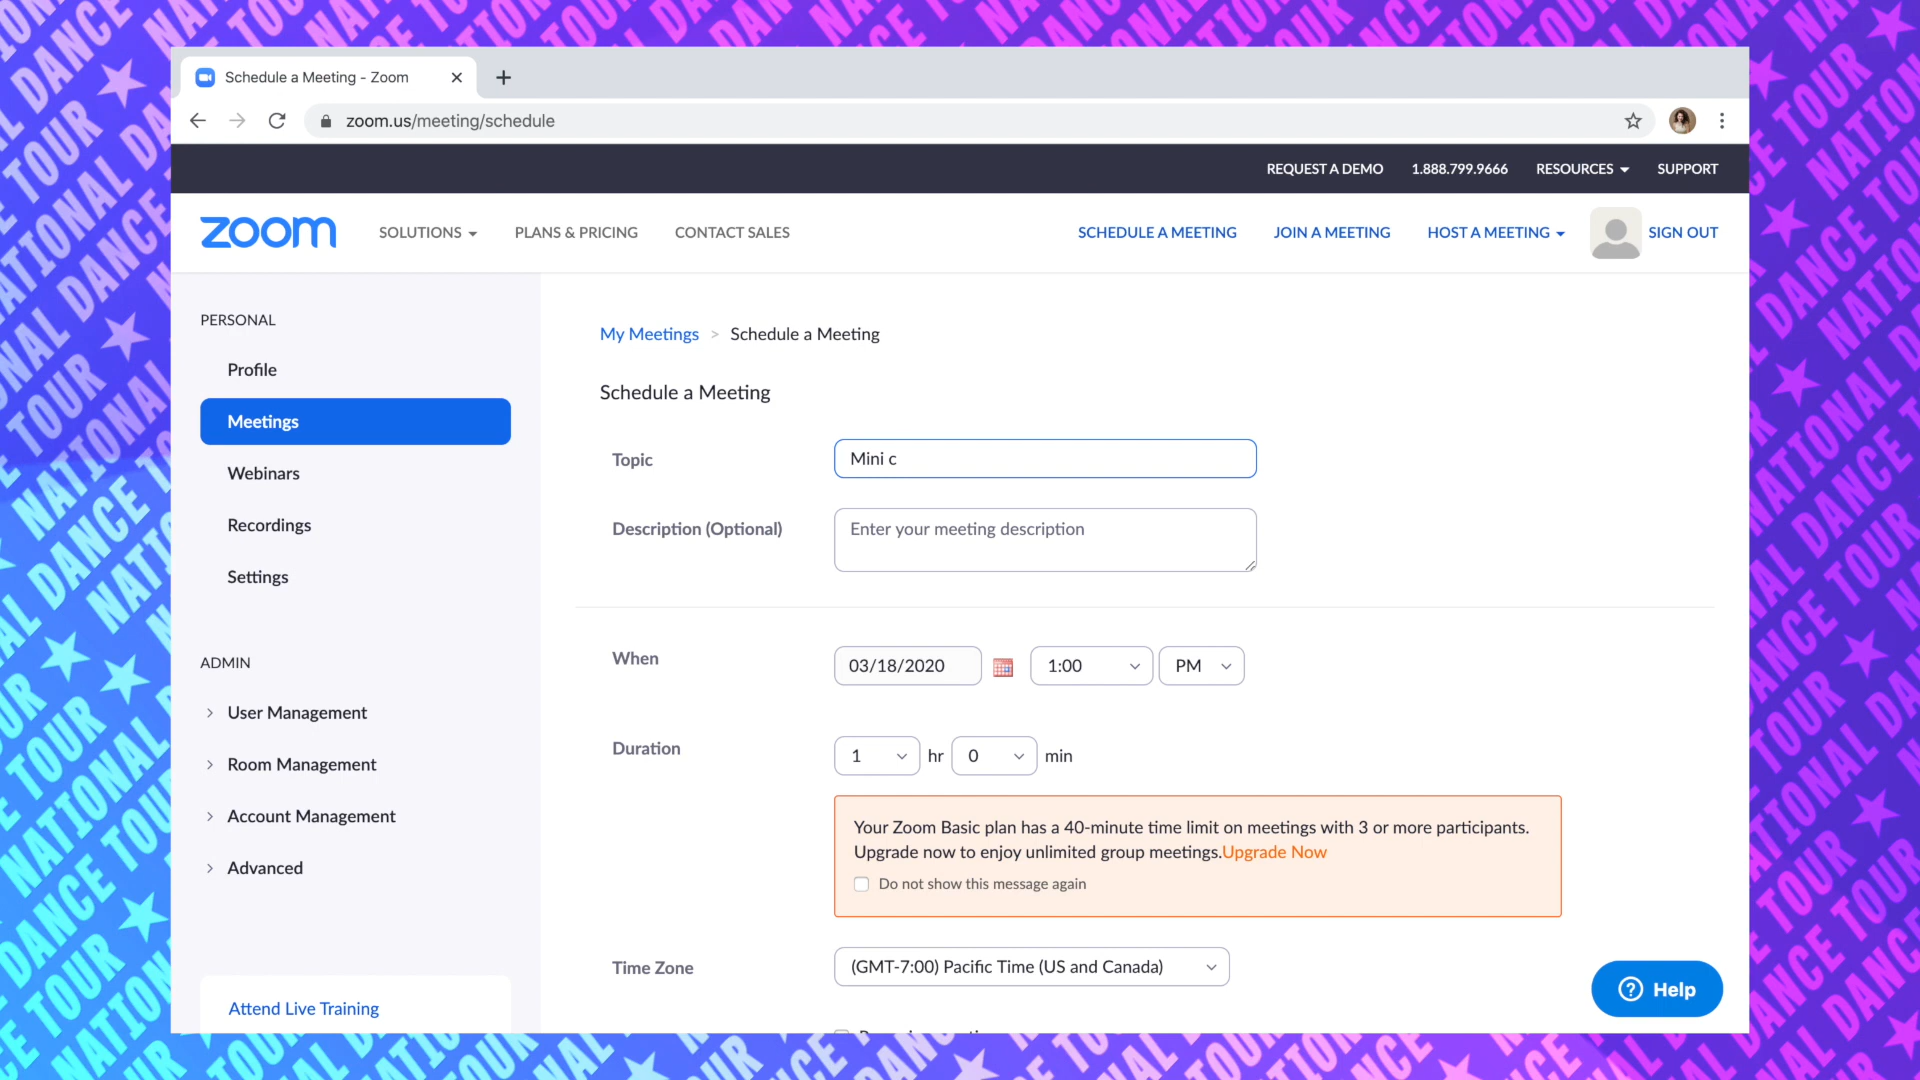 Schedule a Meeting - Zoom
zoom.us/meeting/schedule
REQUEST A DEMO 1.888.799.9666 RESOURCES SUPPORT
zoom SOLUTIONS PLANS & PRICING CONTACT SALES SCHEDULE A MEETING JOIN A MEETING HOST A MEETING SIGN OUT
PERSONAL
Profile
Meetings
Webinars
Recordings
Settings
ADMIN
User Management
Room Management
Account Management
Advanced
Attend Live Training
My Meetings > Schedule a Meeting
Schedule a Meeting
Topic Mini c
Description (Optional) Enter your meeting description
When 03/18/2020 1:00 PM
Duration 1 hr 0 min
Your Zoom Basic plan has a 40-minute time limit on meetings with 3 or more participants.
Upgrade now to enjoy unlimited group meetings.Upgrade Now
Do not show this message again
Time Zone (GMT-7:00) Pacific Time (US and Canada)
Help
NATIONAL DANCE TOUR